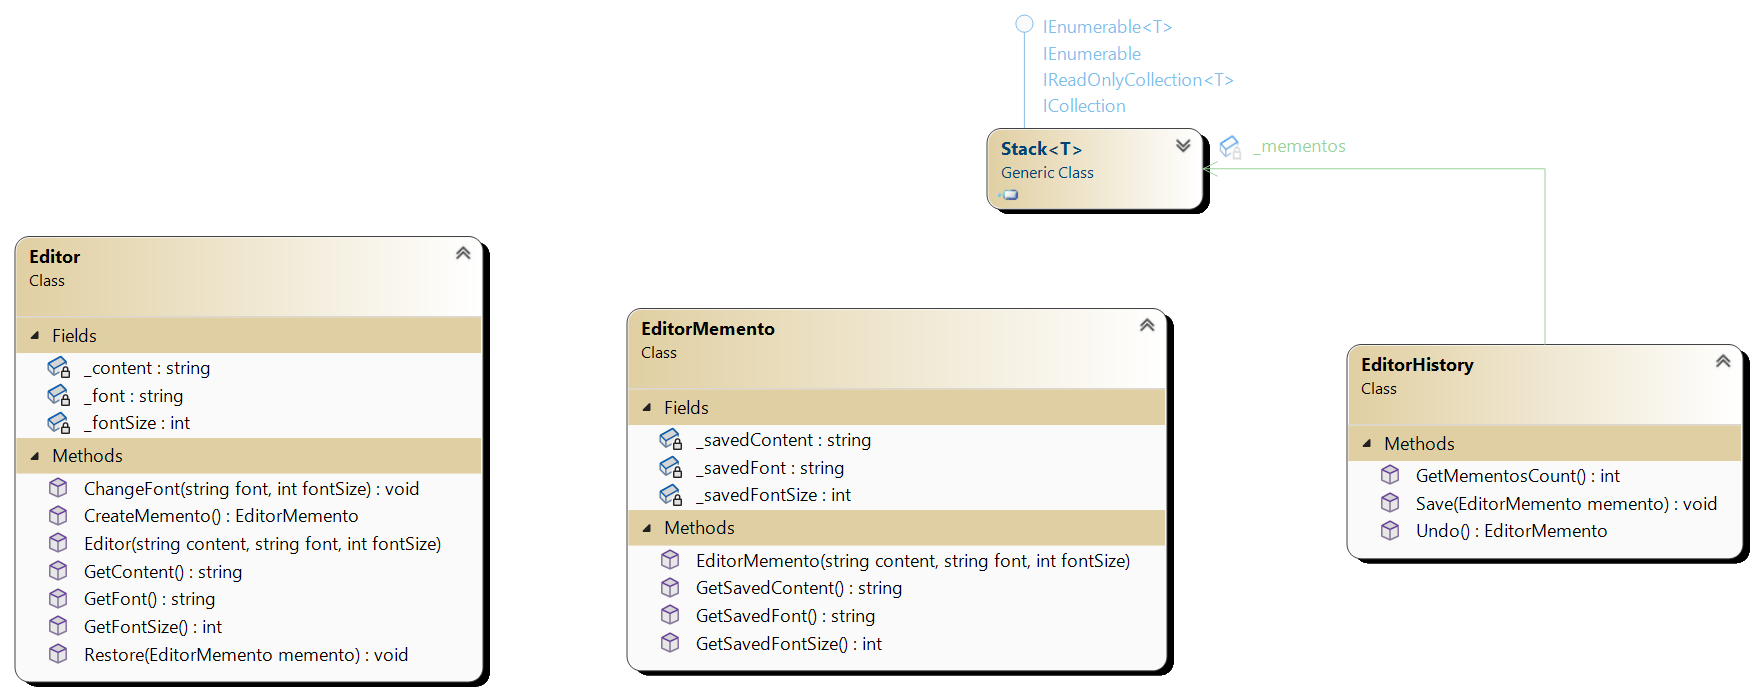 IEnumerable<T>
IEnumerable
IReadOnlyCollection<T>
ICollection
Stack<T>
Generic Class
_mementos
Editor
Class
Fields
_content : string
_font : string
_fontSize : int
Methods
ChangeFont(string font, int fontSize) : void
CreateMemento() : EditorMemento
Editor(string content, string font, int fontSize)
GetContent() : string
GetFont() : string
GetFontSize() : int
Restore(EditorMemento memento) : void
EditorMemento
Class
Fields
_savedContent : string
_savedFont : string
_savedFontSize : int
Methods
EditorMemento(string content, string font, int fontSize)
GetSavedContent() : string
GetSavedFont() : string
GetSavedFontSize() : int
EditorHistory
Class
Methods
GetMementosCount() : int
Save(EditorMemento memento) : void
Undo() : EditorMemento